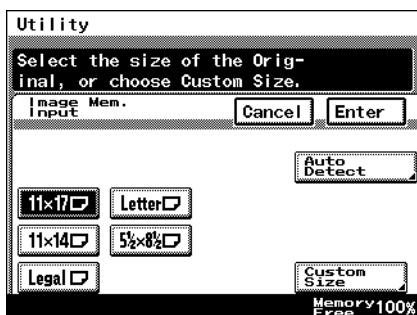 Utility
Select the size of the Orig-
inal, or choose Custom Size.
Image Mem.
Input
Cancel
Enter
Auto
Detect
11×17
Letter
11×14
5½×8½
Legal
Custom
Size
Memory
Free
100%